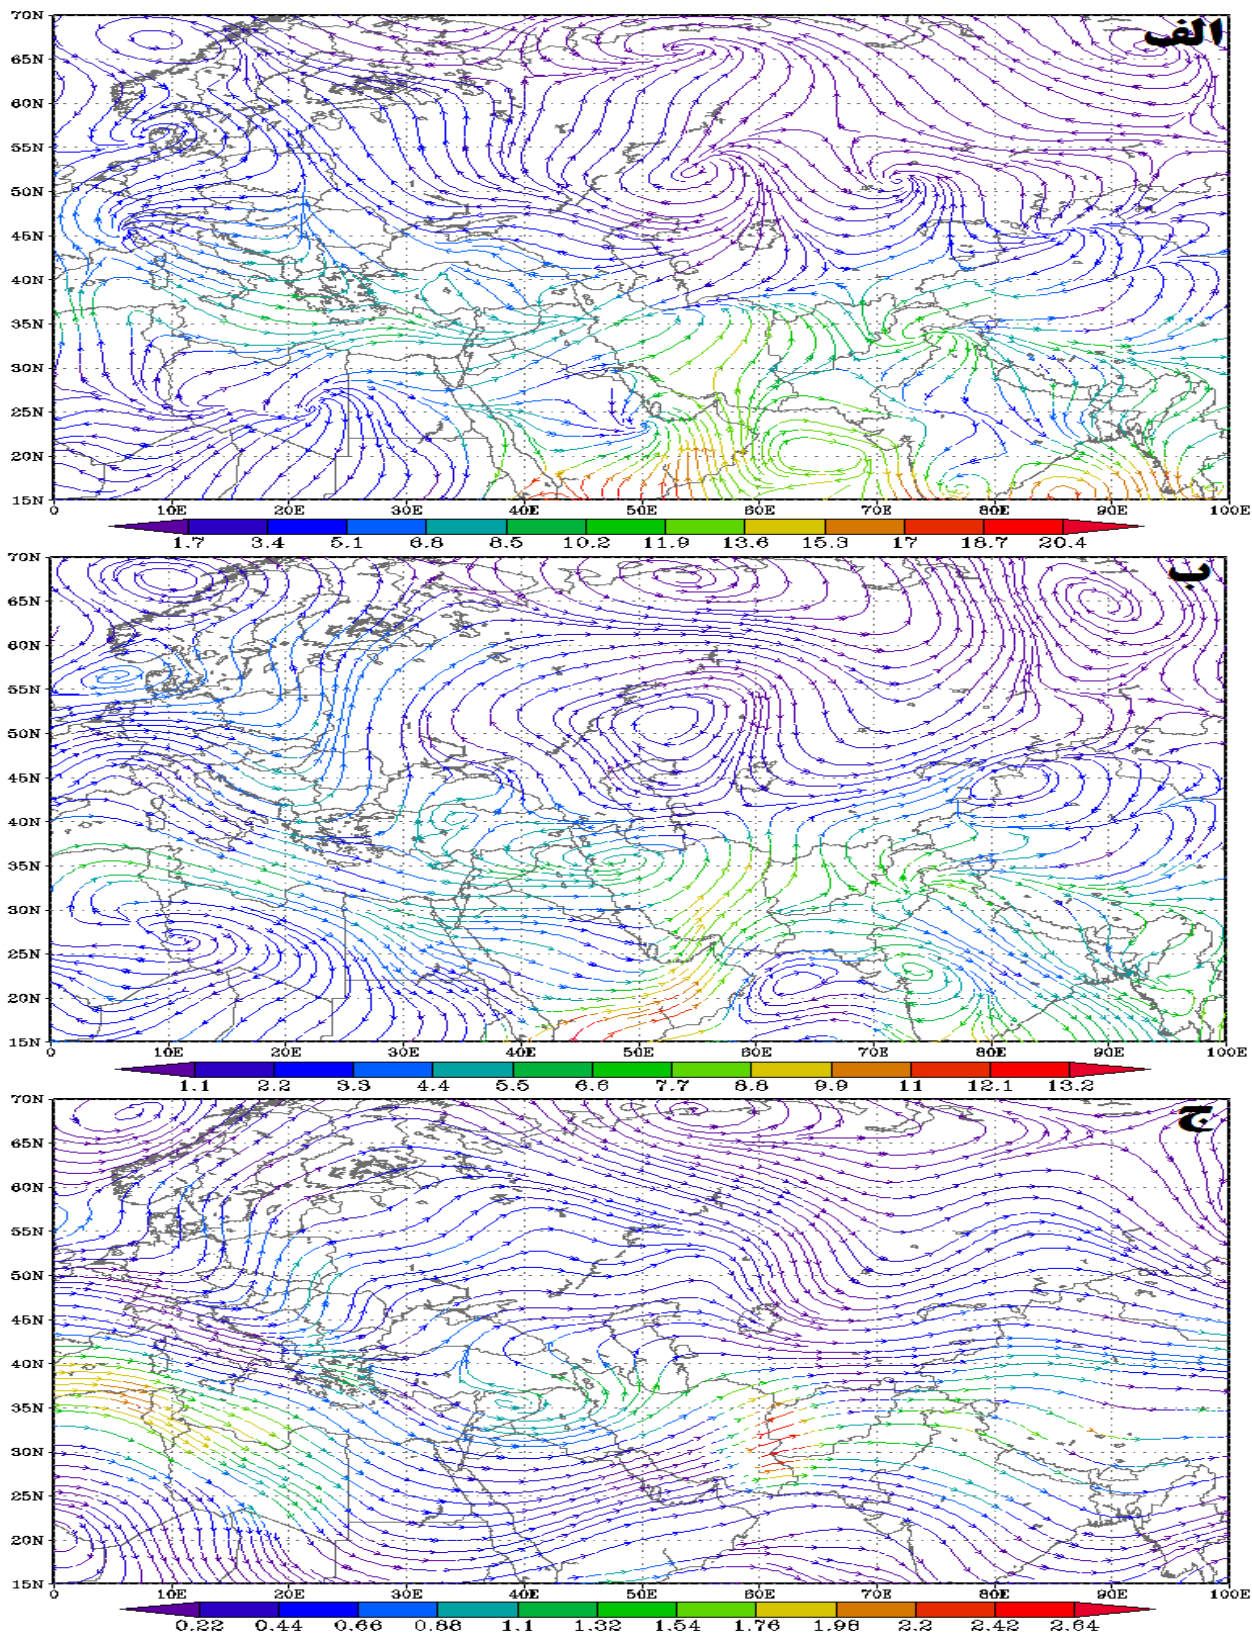 الف
70N
65N
60N
55N
50N
45N
40N
35N
30N
25N
20N
15N
0 10E 20E 30E 40E 50E 60E 70E 80E 90E 100E
1.7 3.4 5.1 6.8 8.5 10.2 11.9 13.6 15.3 17 18.7 20.4
ب
70N
65N
60N
55N
50N
45N
40N
35N
30N
25N
20N
15N
0 10E 20E 30E 40E 50E 60E 70E 80E 90E 100E
1.1 2.2 3.3 4.4 5.5 6.6 7.7 8.8 9.9 11 12.1 13.2
ج
70N
65N
60N
55N
50N
45N
40N
35N
30N
25N
20N
15N
0 10E 20E 30E 40E 50E 60E 70E 80E 90E 100E
0.22 0.44 0.66 0.88 1.1 1.32 1.54 1.76 1.98 2.2 2.42 2.64